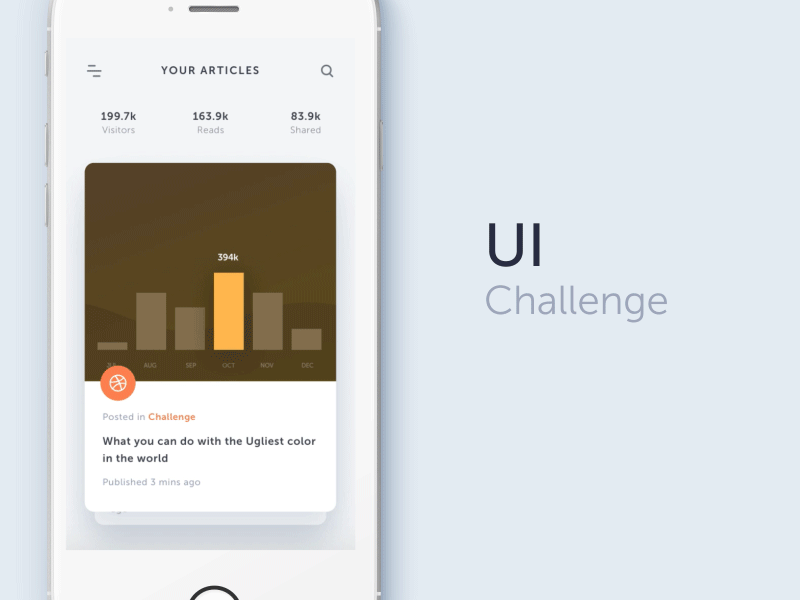 YOUR ARTICLES
199.7k 163.9k 83.9k
Visitors Reads Shared
394k
AUG SEP OCT NOV DEC
Posted in Challenge
What you can do with the Ugliest color
in the world
Published 3 mins ago
UI
Challenge